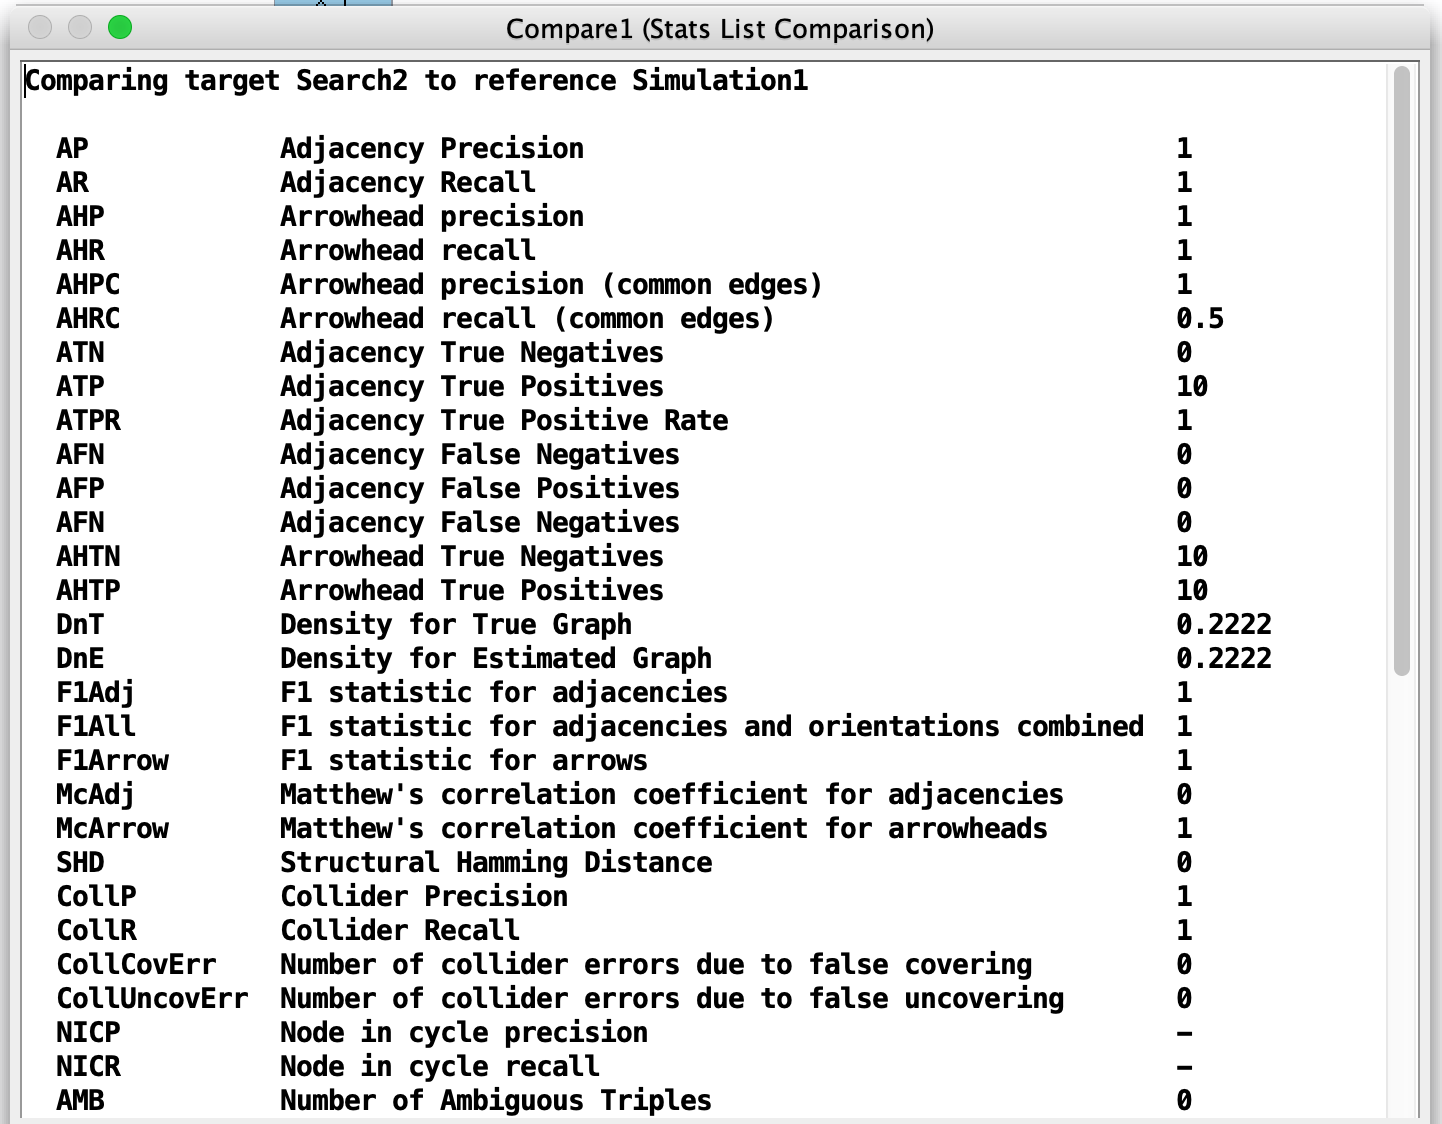 Compare1 (Stats List Comparison)
Comparing target Search2 to reference Simulation1
AP Adjacency Precision 1
AR Adjacency Recall 1
AHP Arrowhead precision 1
AHR Arrowhead recall 1
AHPC Arrowhead precision (common edges) 1
AHRC Arrowhead recall (common edges) 0.5
ATN Adjacency True Negatives 0
ATP Adjacency True Positives 10
ATPR Adjacency True Positive Rate 1
AFN Adjacency False Negatives 0
AFP Adjacency False Positives 0
AFN Adjacency False Negatives 0
AHTN Arrowhead True Negatives 10
AHTP Arrowhead True Positives 10
DnT Density for True Graph 0.2222
DnE Density for Estimated Graph 0.2222
F1Adj F1 statistic for adjacencies 1
F1All F1 statistic for adjacencies and orientations combined 1
F1Arrow F1 statistic for arrows 1
McAdj Matthew's correlation coefficient for adjacencies 0
McArrow Matthew's correlation coefficient for arrowheads 1
SHD Structural Hamming Distance 0
CollP Collider Precision 1
CollR Collider Recall 1
CollCovErr Number of collider errors due to false covering 0
CollUncovErr Number of collider errors due to false uncovering 0
NICP Node in cycle precision -
NICR Node in cycle recall -
AMB Number of Ambiguous Triples 0